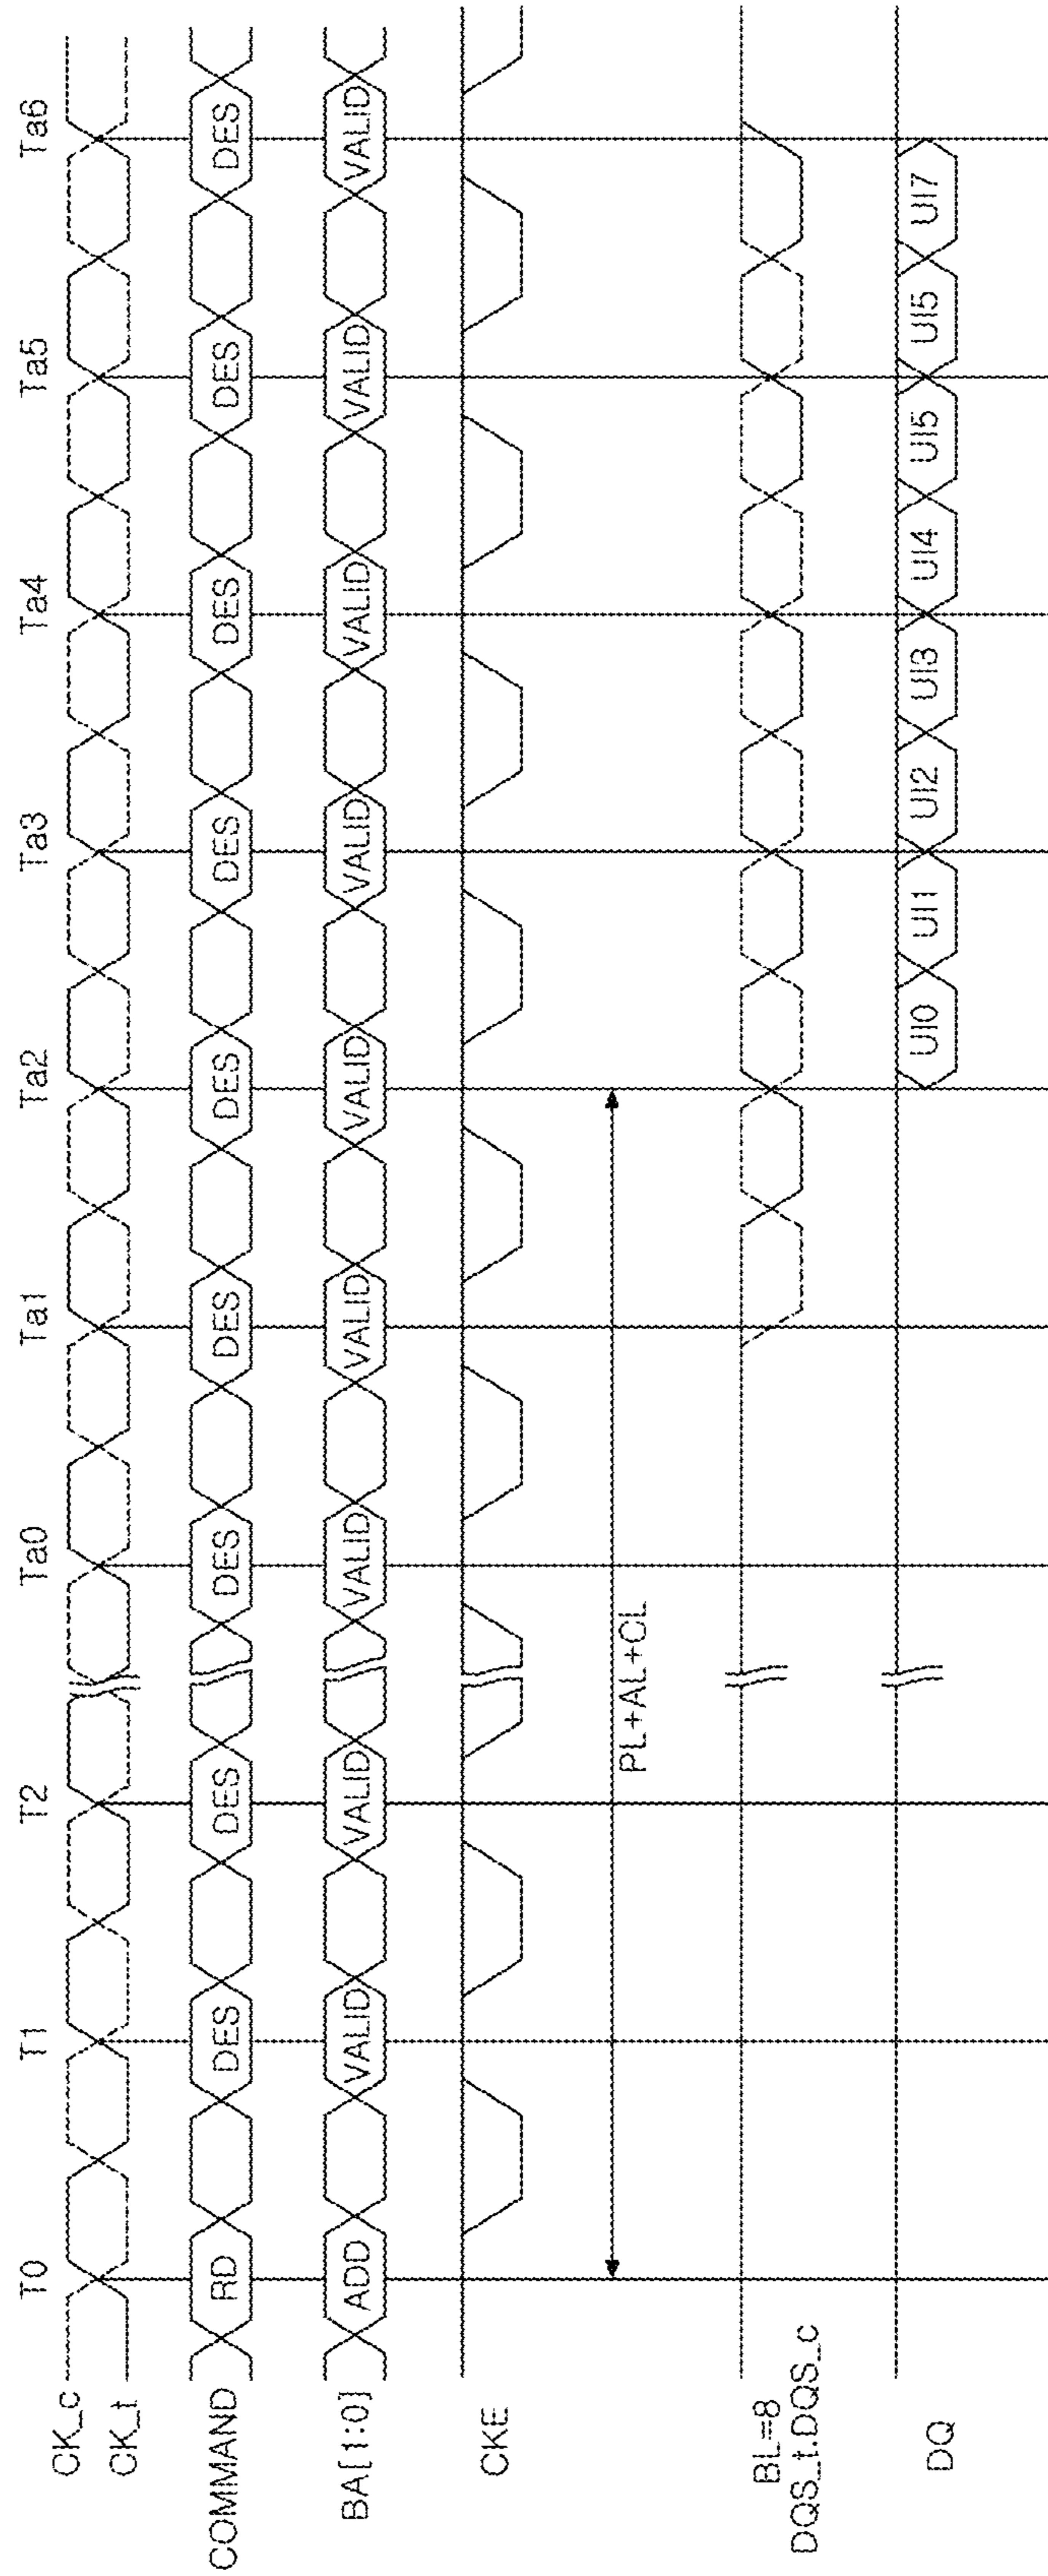 T0 T1 T2 Ta0 Ta1 Ta2 Ta3 Ta4 Ta5 Ta6
CK_c
CK_t
COMMAND RD DES DES DES DES DES DES DES DES DES
BA[1:0] ADD VALID VALID VALID VALID VALID VALID VALID VALID VALID
CKE
PL+AL+CL
BL=8
DQS_t.DQS_c
DQ UI0 UI1 UI2 UI3 UI4 UI5 UI5 UI7